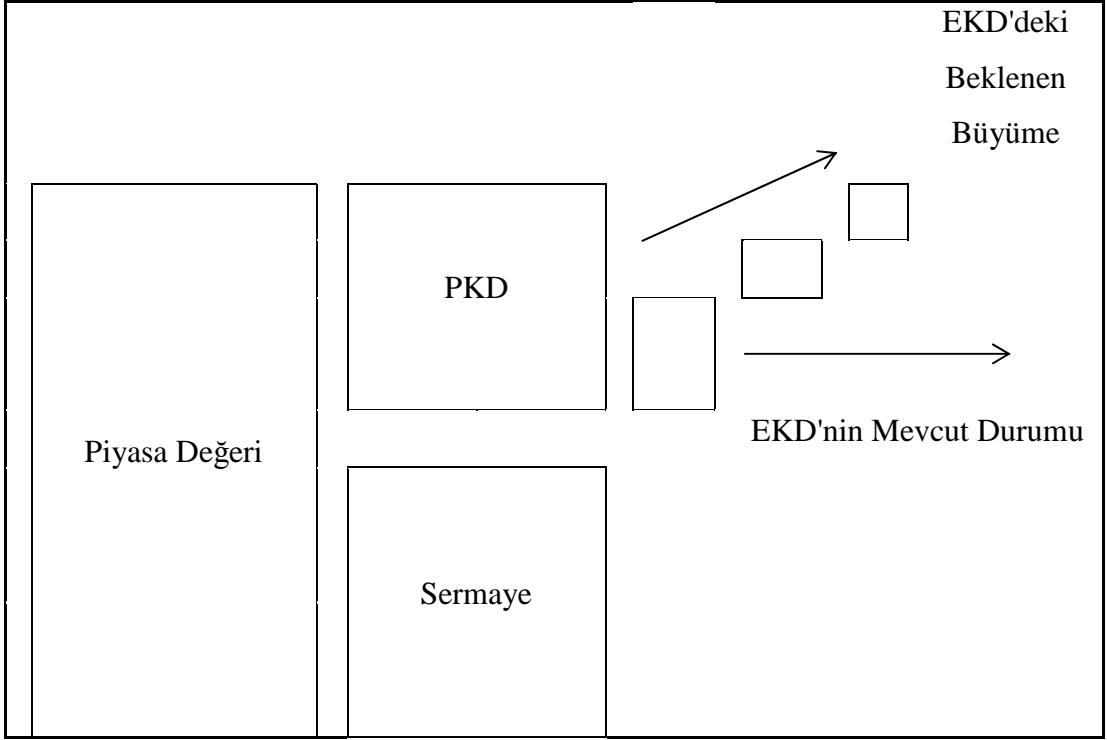 EKD'deki
Beklenen
Büyüme
PKD
EKD'nin Mevcut Durumu
Piyasa Değeri
Sermaye